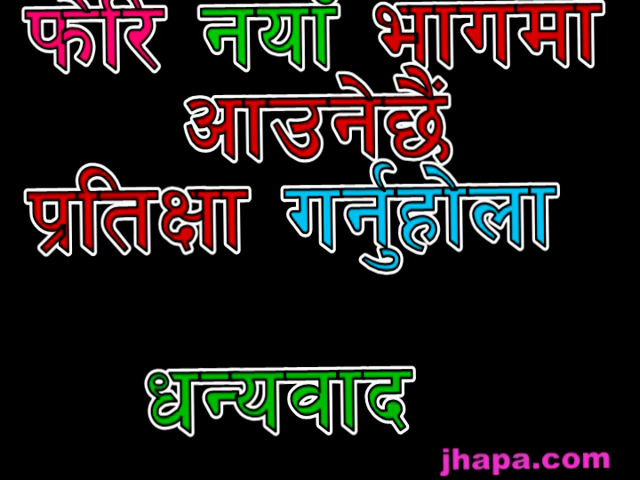 फेरि नयाँ भागमा
आउनेछौं
प्रतिक्षा गर्नुहोला
धन्यवाद
jhapa.com